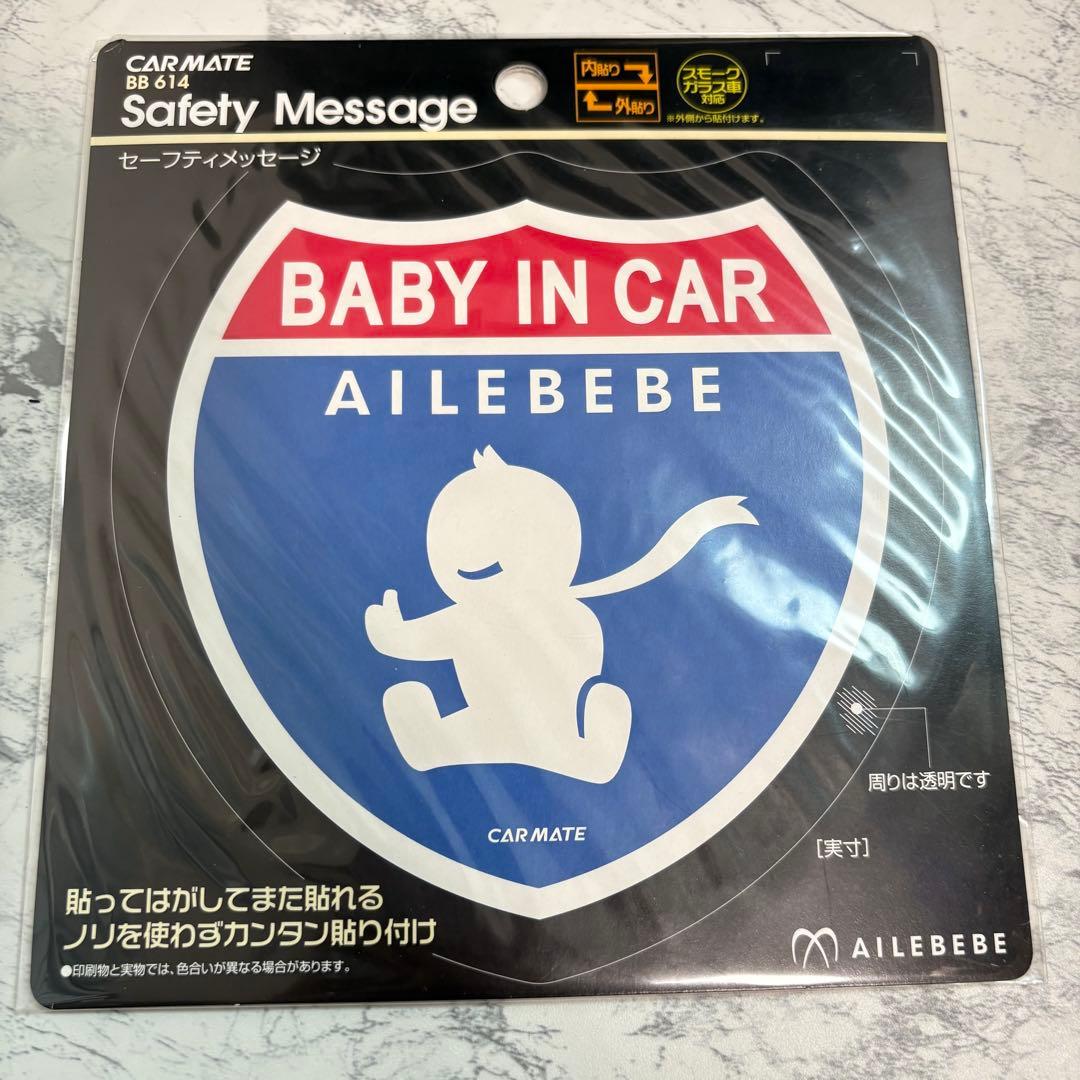 CARMATE
BB 614
Safety Message
セーフティメッセージ
内貼り
外貼り
スモーク
ガラス車
対応
※外側から貼付けます。
BABY IN CAR
AILEBEBE
CARMATE
周りは透明です
[実寸]
貼ってはがしてまた貼れる
ノリを使わずカンタン貼り付け
●印刷物と実物では、色合いが異なる場合があります。
AILEBEBE